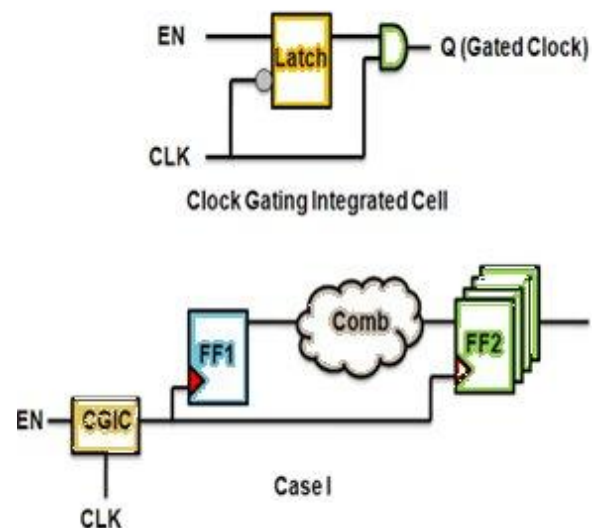 EN
Latch
Q (Gated Clock)
CLK
Clock Gating Integrated Cell
Comb
FF1
FF2
EN
CGIC
Case I
CLK